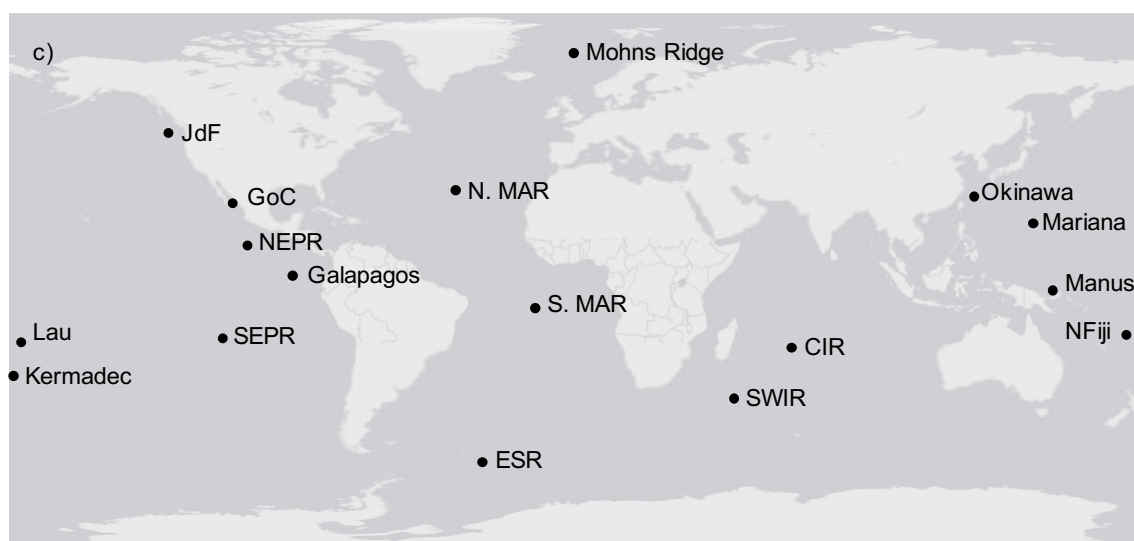 c)
Mohns Ridge
JdF
N. MAR
GoC
Okinawa
Mariana
NEPR
Galapagos
Manus
S. MAR
Lau
SEPR
CIR
NFiji
Kermadec
SWIR
ESR